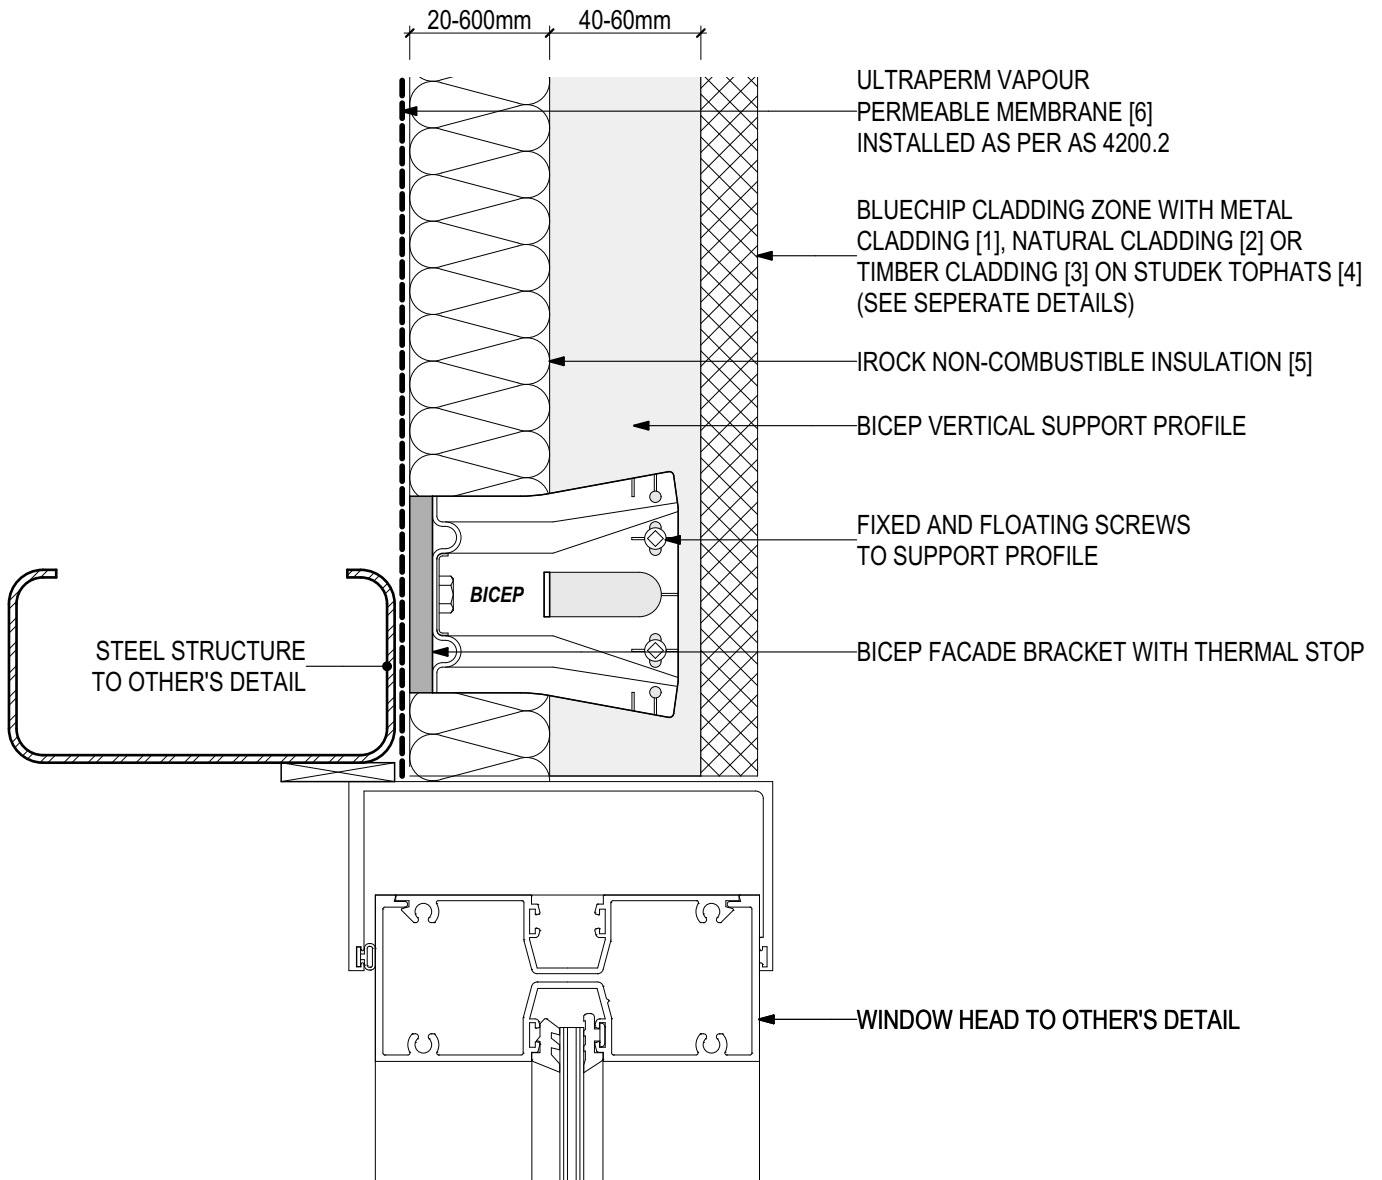 20-600mm
40-60mm
ULTRAPERM VAPOUR
PERMEABLE MEMBRANE [6]
INSTALLED AS PER AS 4200.2
BLUECHIP CLADDING ZONE WITH METAL
CLADDING [1], NATURAL CLADDING [2] OR
TIMBER CLADDING [3] ON STUDEK TOPHATS [4]
(SEE SEPERATE DETAILS)
IROCK NON-COMBUSTIBLE INSULATION [5]
BICEP VERTICAL SUPPORT PROFILE
FIXED AND FLOATING SCREWS
TO SUPPORT PROFILE
BICEP
STEEL STRUCTURE
TO OTHER'S DETAIL
BICEP FACADE BRACKET WITH THERMAL STOP
WINDOW HEAD TO OTHER'S DETAIL